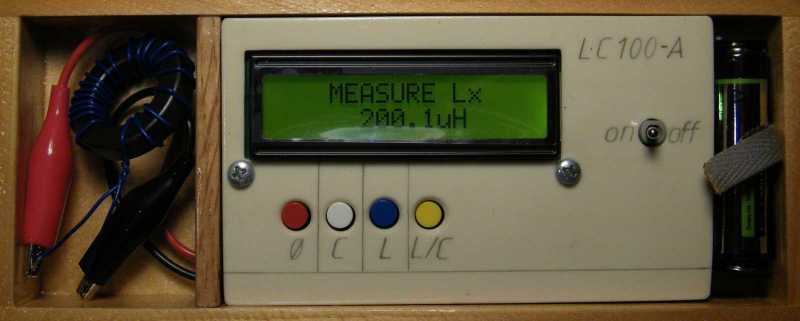 L·C 100-A
MEASURE Lx
200.1uH
on off
Ø C L L/C